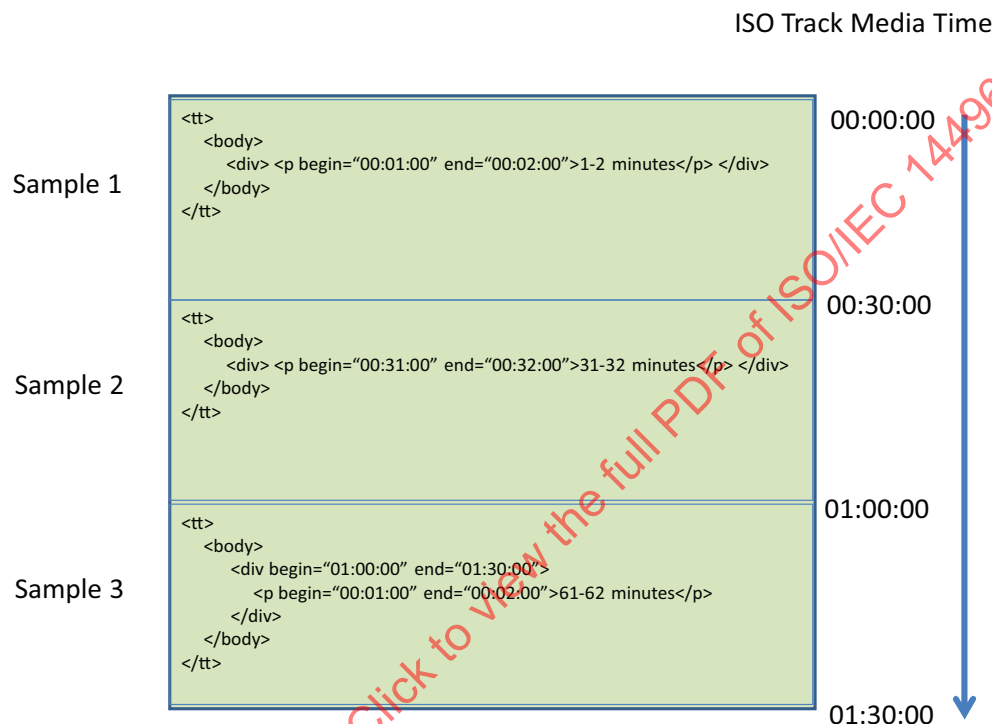 ISO Track Media Time
00:00:00
Sample 1
<tt>
<body>
<div> <p begin=“00:01:00” end=“00:02:00”>1-2 minutes</p> </div>
</body>
</tt>
00:30:00
Sample 2
<tt>
<body>
<div> <p begin=“00:31:00” end=“00:32:00”>31-32 minutes</p> </div>
</body>
</tt>
01:00:00
Sample 3
<tt>
<body>
<div begin=“01:00:00” end=“01:30:00”>
<p begin=“00:01:00” end=“00:02:00”>61-62 minutes</p>
</div>
</body>
</tt>
01:30:00
Click to view the full PDF of ISO/IEC 14496